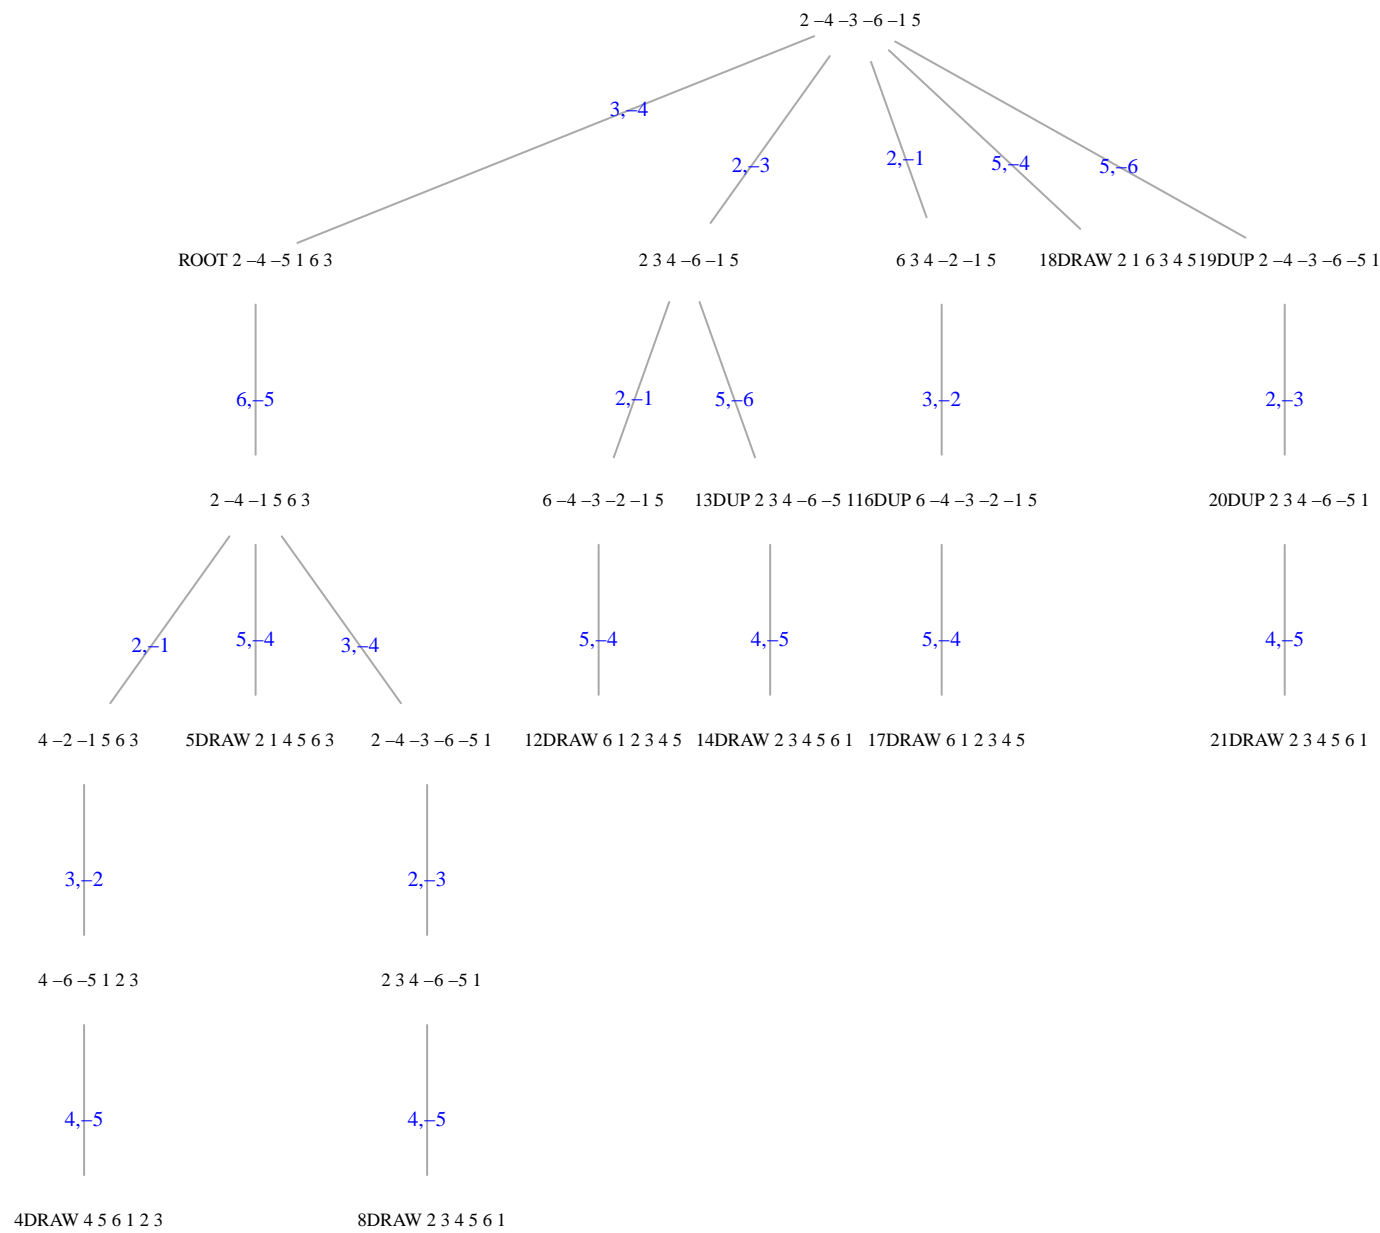 2 –4 –3 –6 –1 5
3,–4
2,–3
2,–1
5,–4
5,–6
ROOT 2 –4 –5 1 6 3
2 3 4 –6 –1 5
6 3 4 –2 –1 5
18DRAW 2 1 6 3 4 5
19DUP 2 –4 –3 –6 –5 1
6,–5
2,–1
5,–6
3,–2
2,–3
2 –4 –1 5 6 3
6 –4 –3 –2 –1 5
13DUP 2 3 4 –6 –5 1
16DUP 6 –4 –3 –2 –1 5
20DUP 2 3 4 –6 –5 1
2,–1
5,–4
3,–4
5,–4
4,–5
5,–4
4,–5
4 –2 –1 5 6 3
5DRAW 2 1 4 5 6 3
2 –4 –3 –6 –5 1
12DRAW 6 1 2 3 4 5
14DRAW 2 3 4 5 6 1
17DRAW 6 1 2 3 4 5
21DRAW 2 3 4 5 6 1
3,–2
2,–3
4 –6 –5 1 2 3
2 3 4 –6 –5 1
4,–5
4,–5
4DRAW 4 5 6 1 2 3
8DRAW 2 3 4 5 6 1